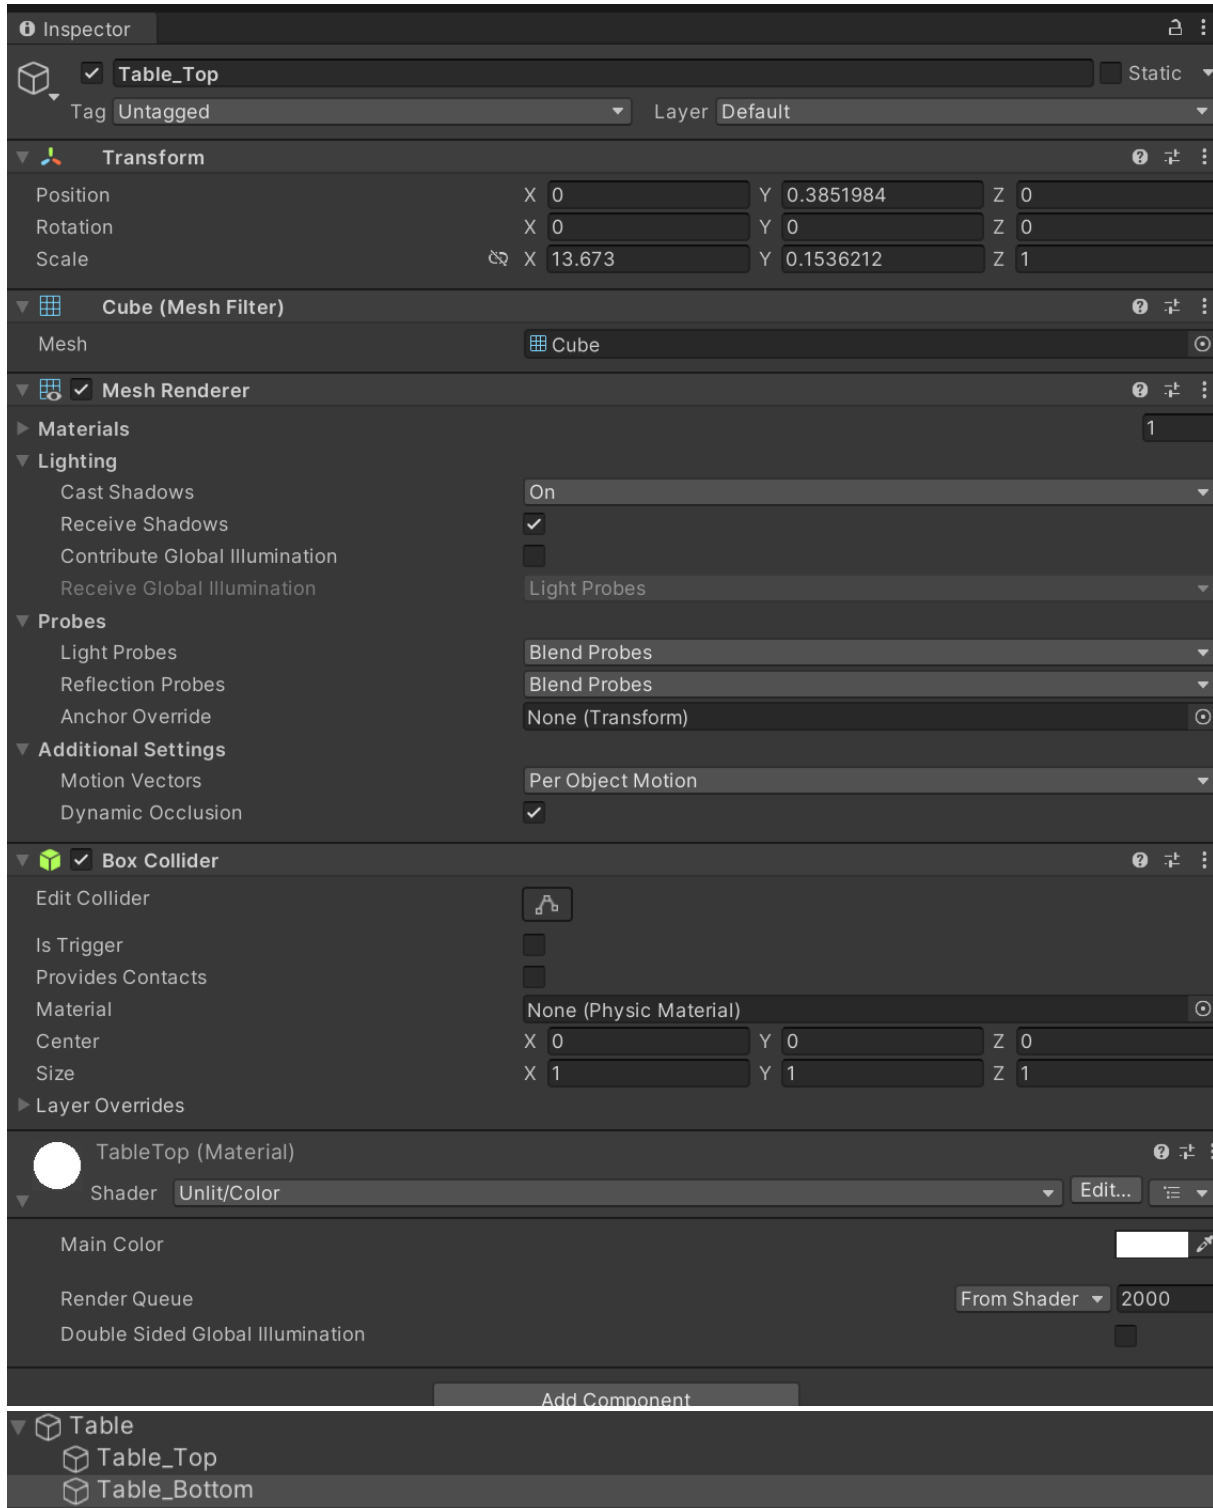 Inspector
Table_Top Static
Tag Untagged Layer Default
Transform
Position X 0 Y 0.3851984 Z 0
Rotation X 0 Y 0 Z 0
Scale X 13.673 Y 0.1536212 Z 1
Cube (Mesh Filter)
Mesh Cube
Mesh Renderer
Materials 1
Lighting
Cast Shadows On
Receive Shadows
Contribute Global Illumination
Receive Global Illumination Light Probes
Probes
Light Probes Blend Probes
Reflection Probes Blend Probes
Anchor Override None (Transform)
Additional Settings
Motion Vectors Per Object Motion
Dynamic Occlusion
Box Collider
Edit Collider
Is Trigger
Provides Contacts
Material None (Physic Material)
Center X 0 Y 0 Z 0
Size X 1 Y 1 Z 1
Layer Overrides
TableTop (Material)
Shader Unlit/Color Edit...
Main Color
Render Queue From Shader 2000
Double Sided Global Illumination
Add Component
Table
Table_Top
Table_Bottom